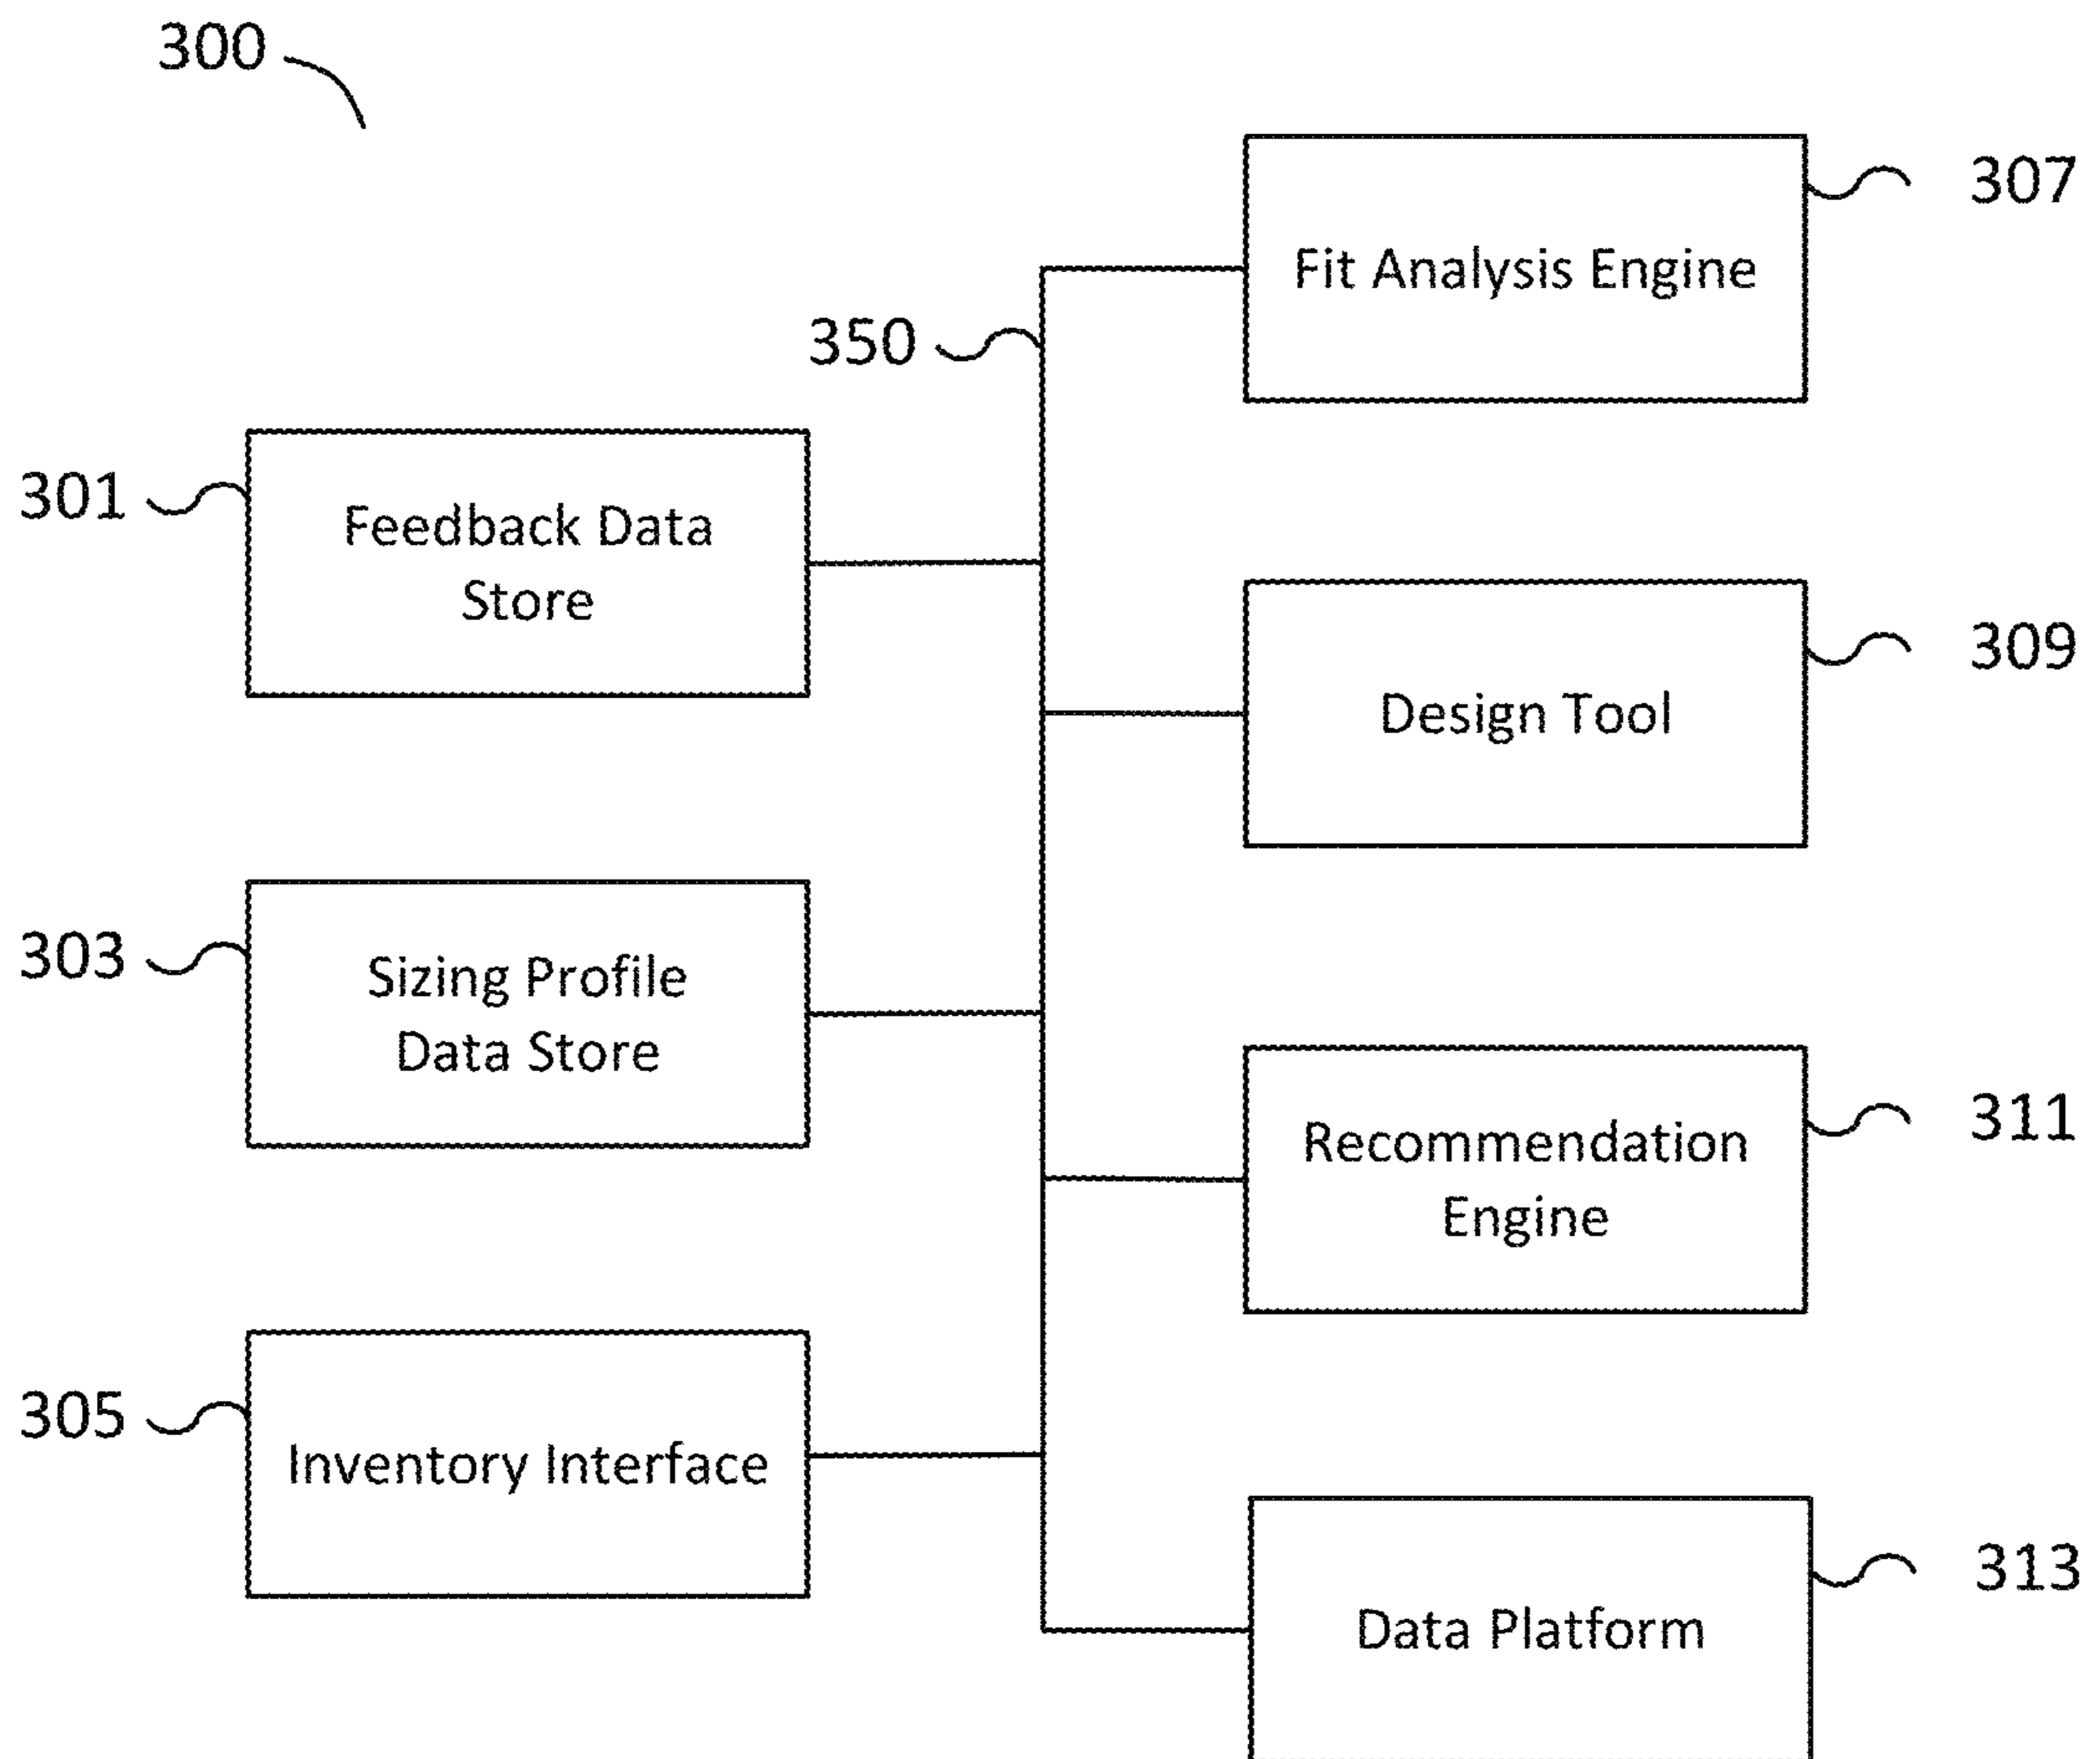 300
307
Fit Analysis Engine
350
301
Feedback Data
Store
309
Design Tool
303
Sizing Profile
Data Store
311
Recommendation
Engine
305
Inventory Interface
313
Data Platform